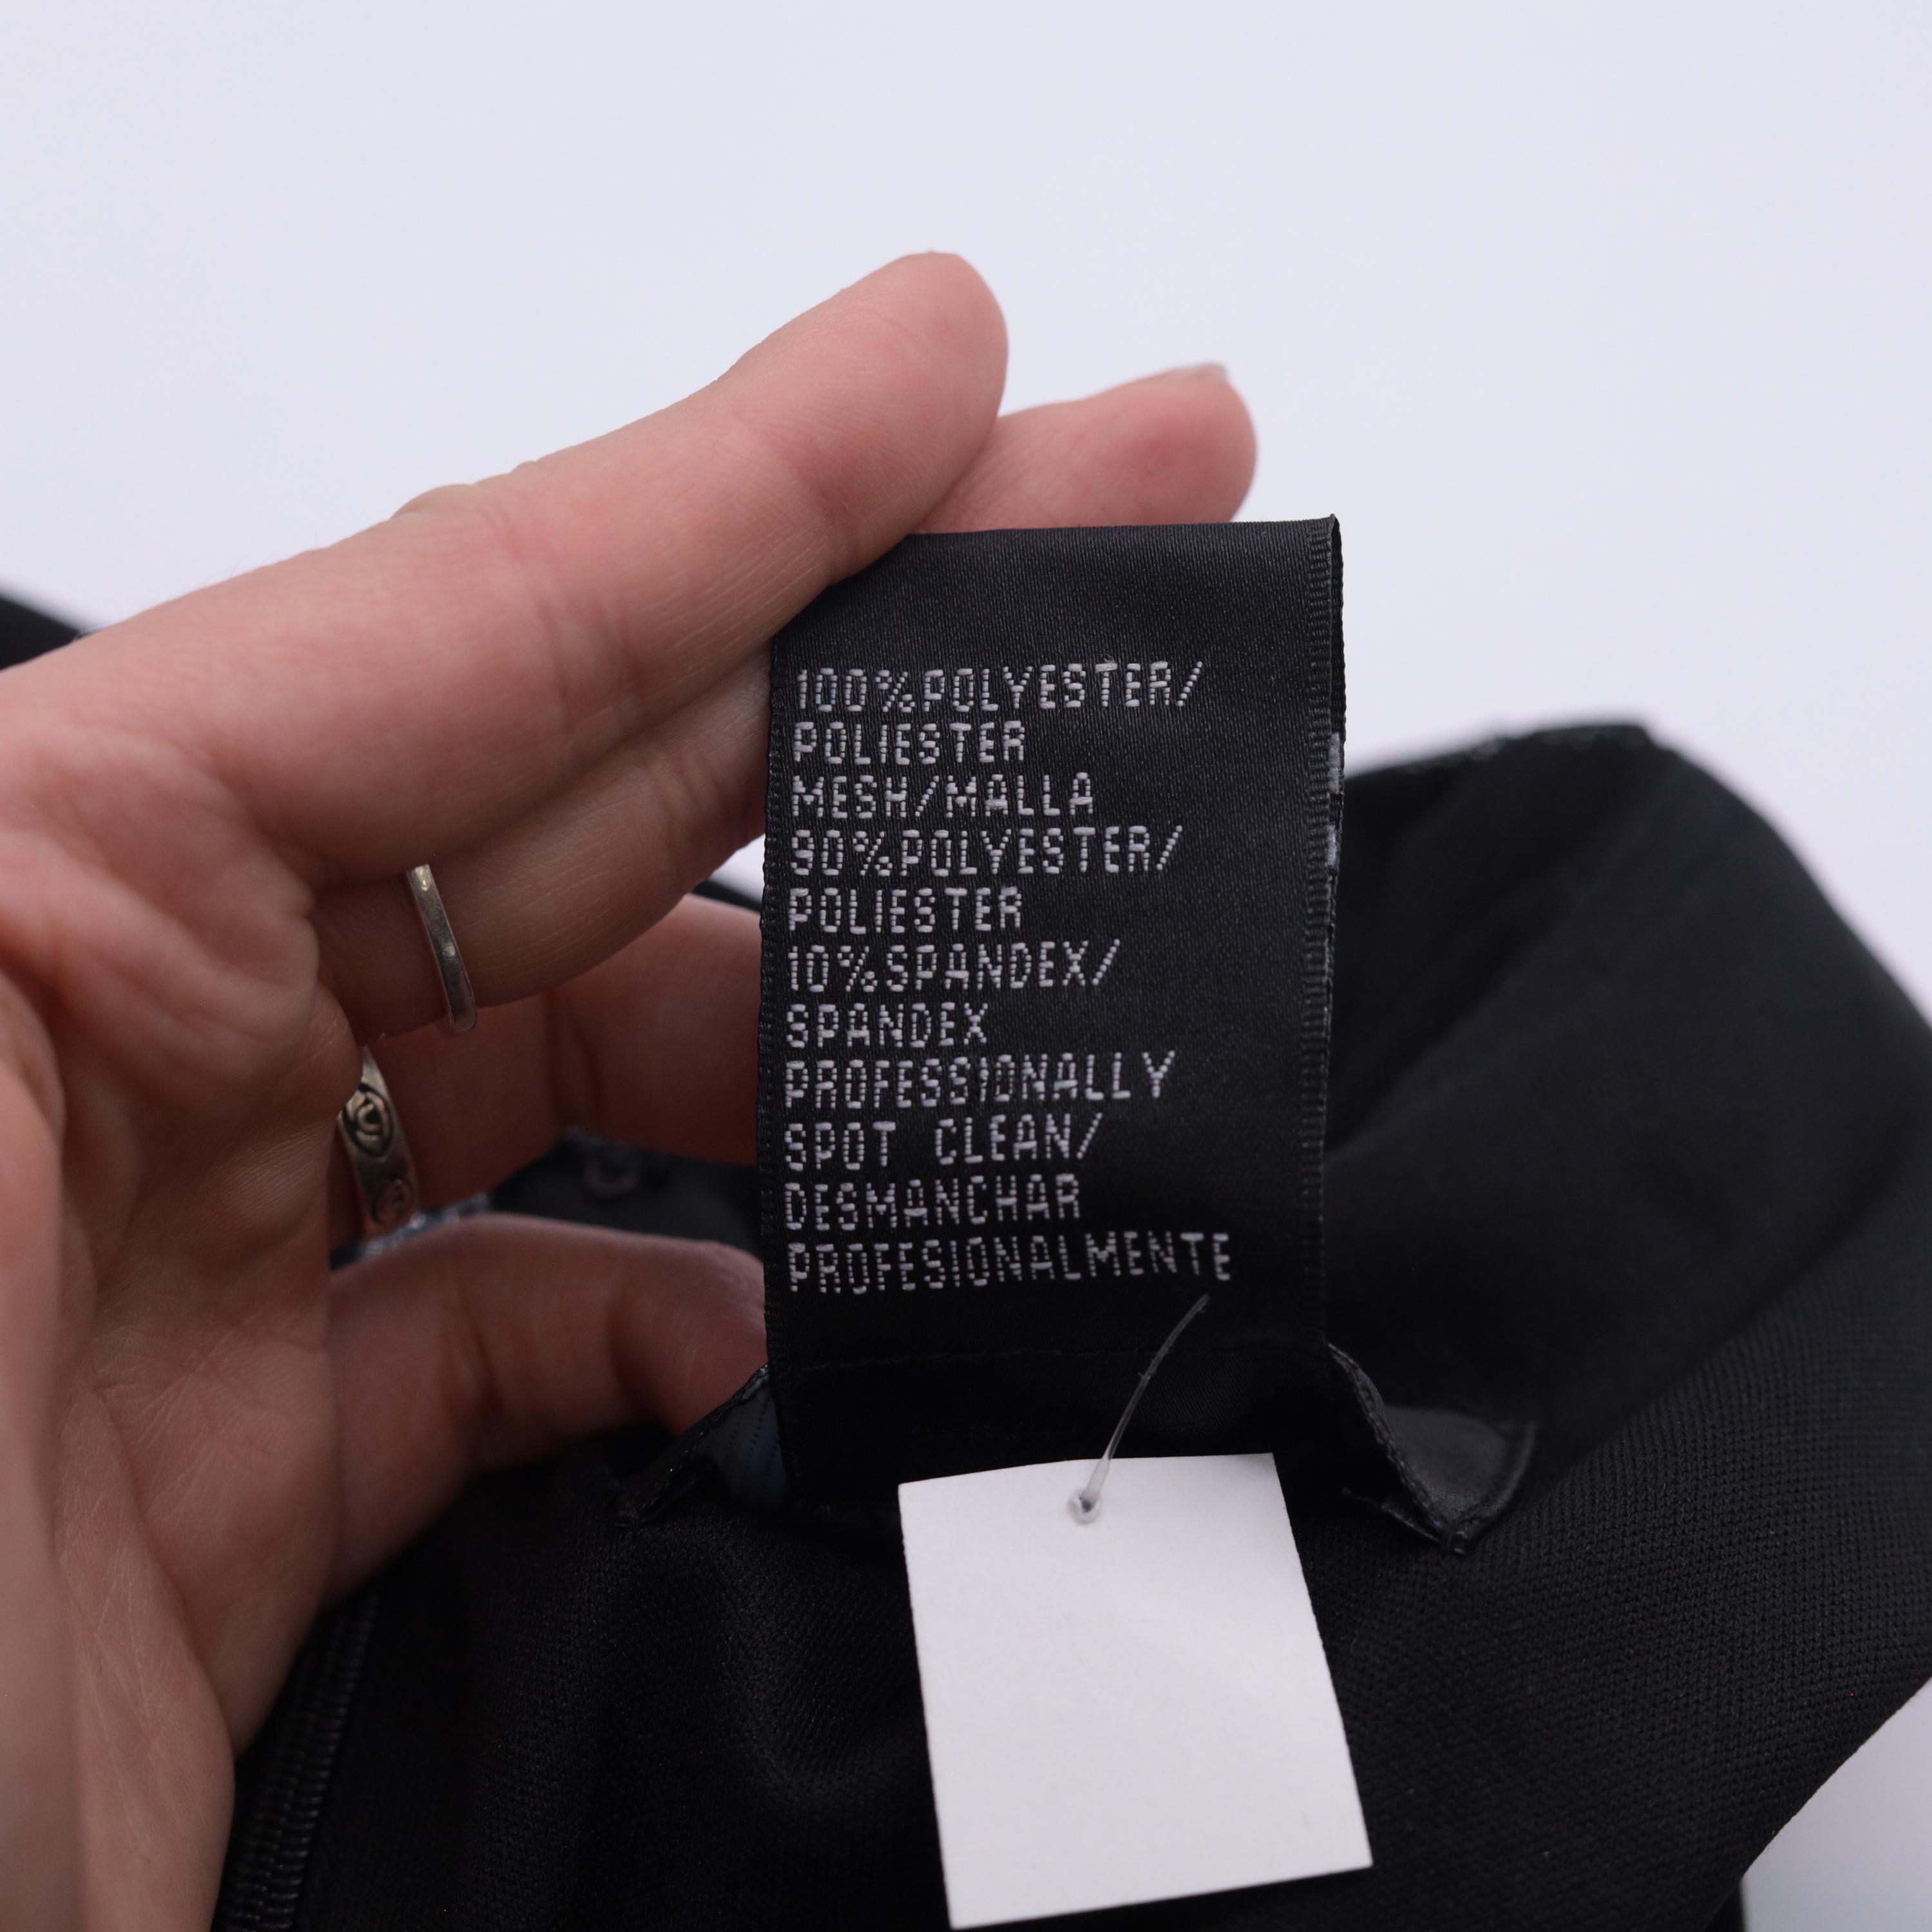 100%POLYESTER/
POLIESTER
MESH/MALLA
90%POLYESTER/
POLIESTER
10%SPANDEX/
SPANDEX
PROFESSIONALLY
SPOT CLEAN/
DESMANCHAR
PROFESIONALMENTE